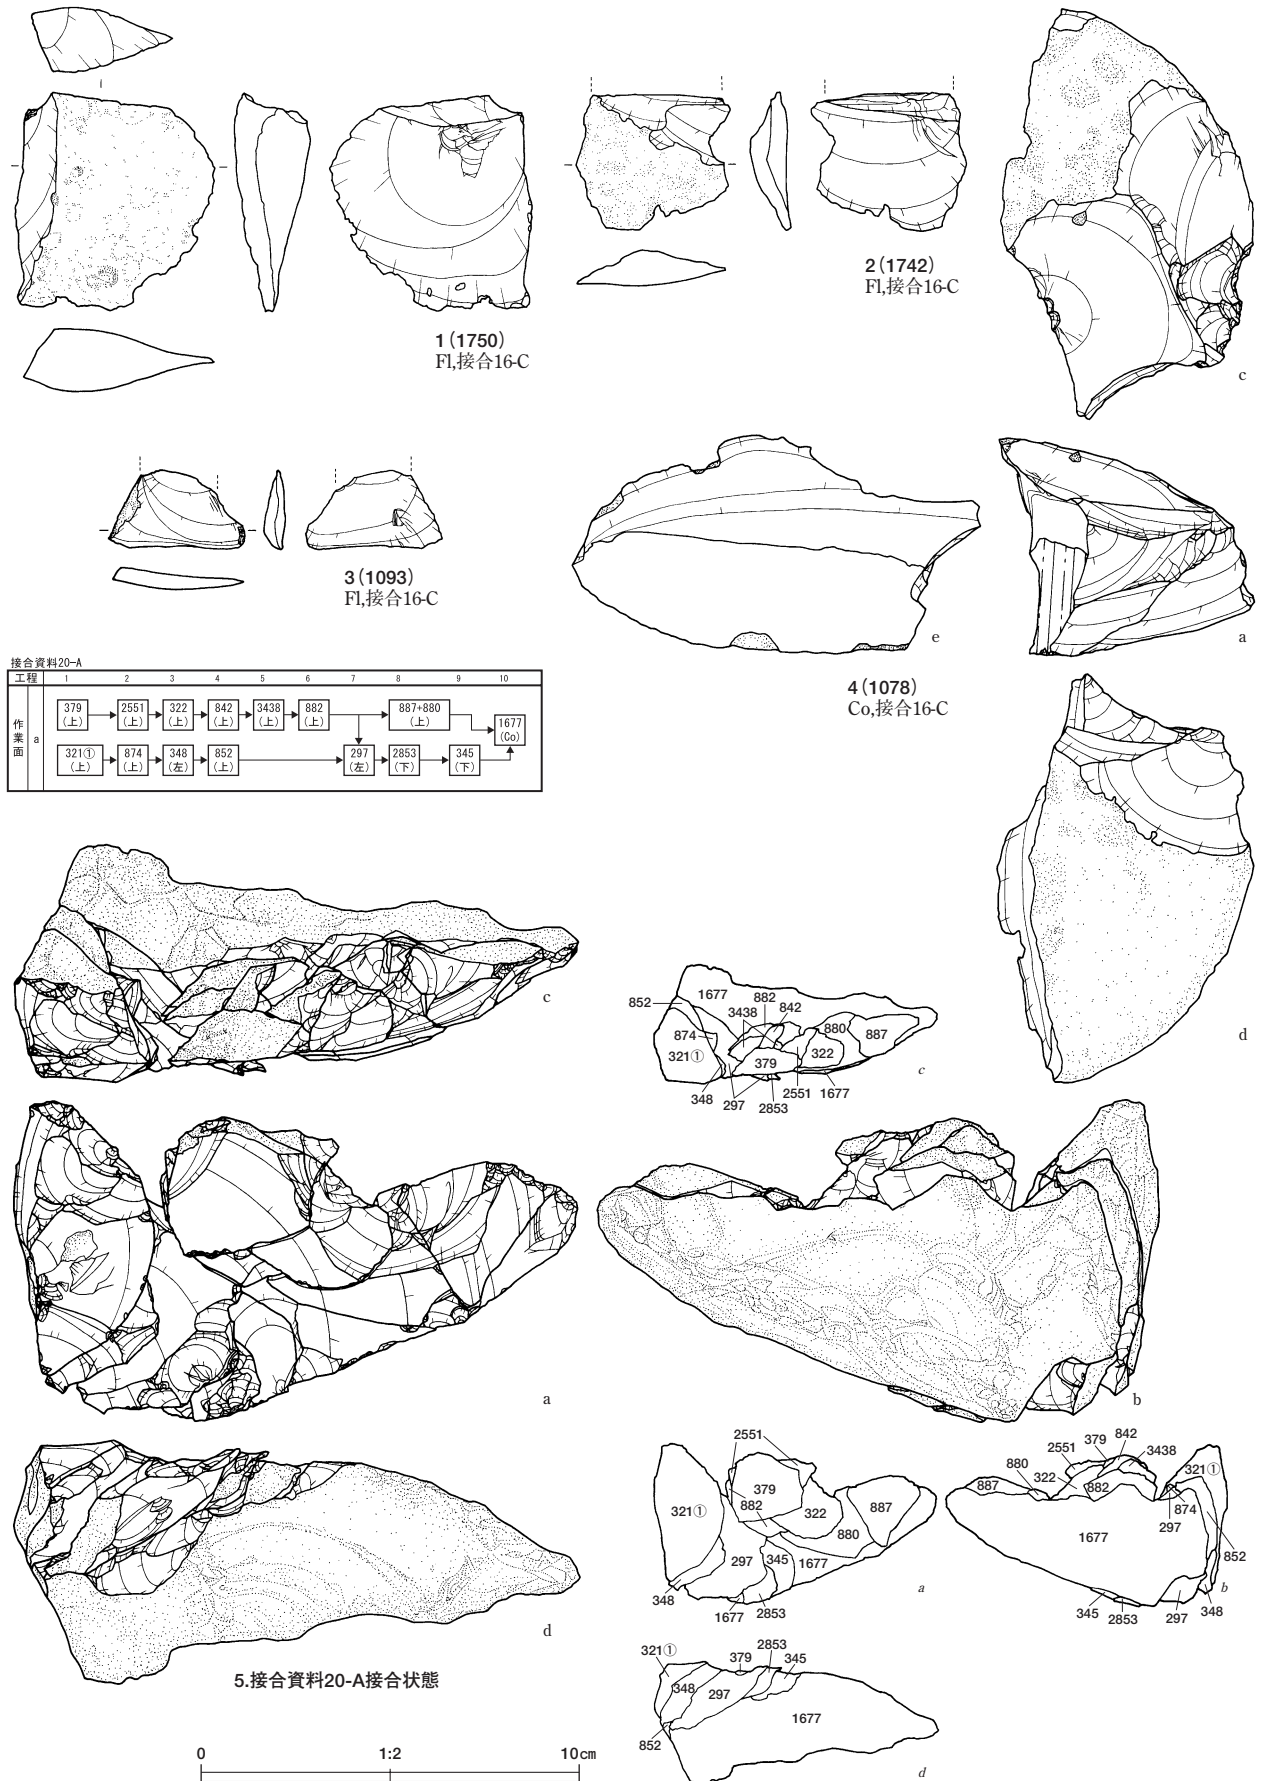 1(1750)
Fl,接合16-C
2(1742)
Fl,接合16-C
c
3(1093)
Fl,接合16-C
e
a
4(1078)
Co,接合16-C
d
接合資料20-A
工程 1 2 3 4 5 6 7 8 9 10
作業面 a
379 (上)
2551 (上)
322 (上)
842 (上)
3438 (上)
882 (上)
887+880 (上)
1677 (Co)
321① (上)
874 (上)
348 (左)
852 (上)
297 (左)
2853 (下)
345 (下)
c
852
1677
882
3438
842
874
880
887
321①
322
379
348
297
2853
2551
1677
c
a
b
d
2551
379
321①
882
322
887
880
297
345
1677
348
1677
2853
a
379
842
2551
3438
880
322
321①
887
882
874
297
1677
852
345
2853
297
348
b
321①
379
2853
345
348
297
1677
852
d
5.接合資料20-A接合状態
0 1:2 10cm